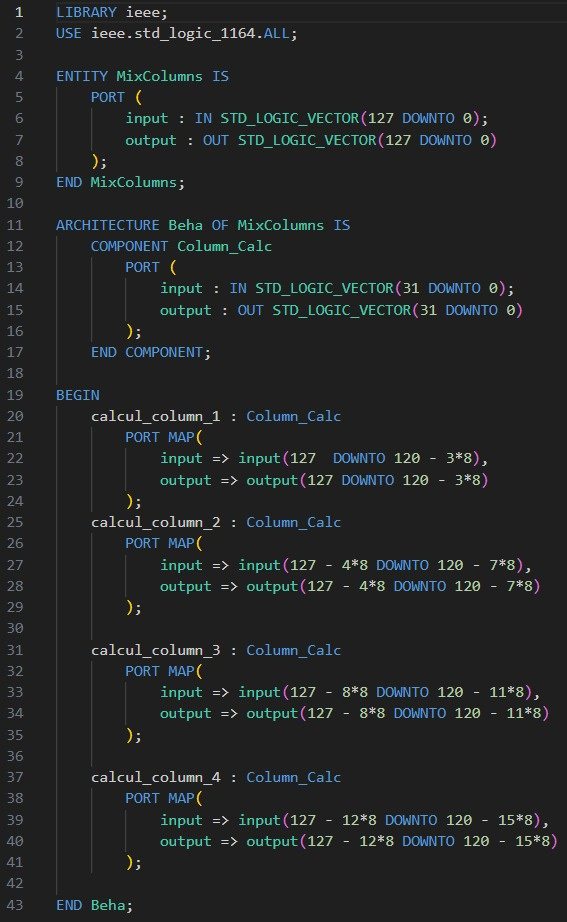 1 LIBRARY ieee;
2 USE ieee.std_logic_1164.ALL;
3
4 ENTITY MixColumns IS
5     PORT (
6         input : IN STD_LOGIC_VECTOR(127 DOWNTO 0);
7         output : OUT STD_LOGIC_VECTOR(127 DOWNTO 0)
8     );
9 END MixColumns;
10
11 ARCHITECTURE Beha OF MixColumns IS
12     COMPONENT Column_Calc
13         PORT (
14             input : IN STD_LOGIC_VECTOR(31 DOWNTO 0);
15             output : OUT STD_LOGIC_VECTOR(31 DOWNTO 0)
16         );
17     END COMPONENT;
18
19 BEGIN
20     calcul_column_1 : Column_Calc
21         PORT MAP(
22             input => input(127  DOWNTO 120 - 3*8),
23             output => output(127 DOWNTO 120 - 3*8)
24         );
25     calcul_column_2 : Column_Calc
26         PORT MAP(
27             input => input(127 - 4*8 DOWNTO 120 - 7*8),
28             output => output(127 - 4*8 DOWNTO 120 - 7*8)
29         );
30
31     calcul_column_3 : Column_Calc
32         PORT MAP(
33             input => input(127 - 8*8 DOWNTO 120 - 11*8),
34             output => output(127 - 8*8 DOWNTO 120 - 11*8)
35         );
36
37     calcul_column_4 : Column_Calc
38         PORT MAP(
39             input => input(127 - 12*8 DOWNTO 120 - 15*8),
40             output => output(127 - 12*8 DOWNTO 120 - 15*8)
41         );
42
43 END Beha;